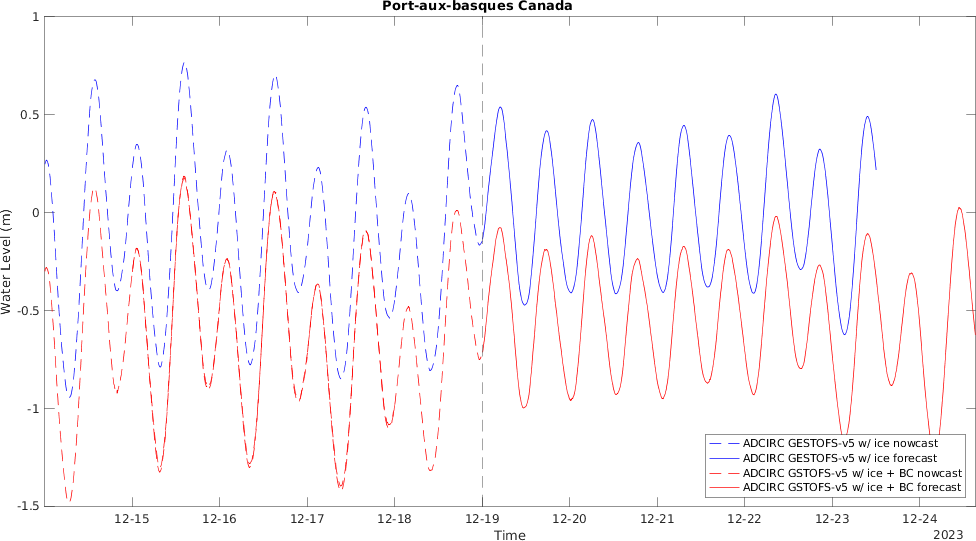 Port-aux-basques Canada
Water Level (m)
1
0.5
0
-0.5
-1
-1.5
12-15 12-16 12-17 12-18 12-19 12-20 12-21 12-22 12-23 12-24
Time
2023
ADCIRC GESTOFS-v5 w/ ice nowcast
ADCIRC GESTOFS-v5 w/ ice forecast
ADCIRC GSTOFS-v5 w/ ice + BC nowcast
ADCIRC GSTOFS-v5 w/ ice + BC forecast